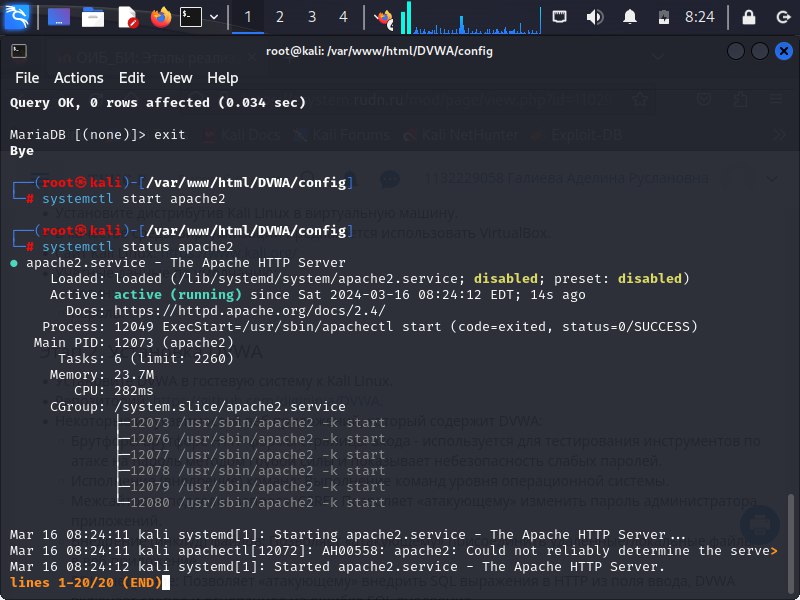 1 2 3 4 8:24
root@kali: /var/www/html/DVWA/config
File Actions Edit View Help
Query OK, 0 rows affected (0.034 sec)
MariaDB [(none)]> exit
Bye
┌──(root㉿kali)-[/var/www/html/DVWA/config]
└─# systemctl start apache2
┌──(root㉿kali)-[/var/www/html/DVWA/config]
└─# systemctl status apache2
● apache2.service - The Apache HTTP Server
Loaded: loaded (/lib/systemd/system/apache2.service; disabled; preset: disabled)
Active: active (running) since Sat 2024-03-16 08:24:12 EDT; 14s ago
Docs: https://httpd.apache.org/docs/2.4/
Process: 12049 ExecStart=/usr/sbin/apachectl start (code=exited, status=0/SUCCESS)
Main PID: 12073 (apache2)
Tasks: 6 (limit: 2260)
Memory: 23.7M
CPU: 282ms
CGroup: /system.slice/apache2.service
├─12073 /usr/sbin/apache2 -k start
├─12076 /usr/sbin/apache2 -k start
├─12077 /usr/sbin/apache2 -k start
├─12078 /usr/sbin/apache2 -k start
├─12079 /usr/sbin/apache2 -k start
└─12080 /usr/sbin/apache2 -k start
Mar 16 08:24:11 kali systemd[1]: Starting apache2.service - The Apache HTTP Server...
Mar 16 08:24:11 kali apachectl[12072]: AH00558: apache2: Could not reliably determine the serve>
Mar 16 08:24:12 kali systemd[1]: Started apache2.service - The Apache HTTP Server.
lines 1-20/20 (END)